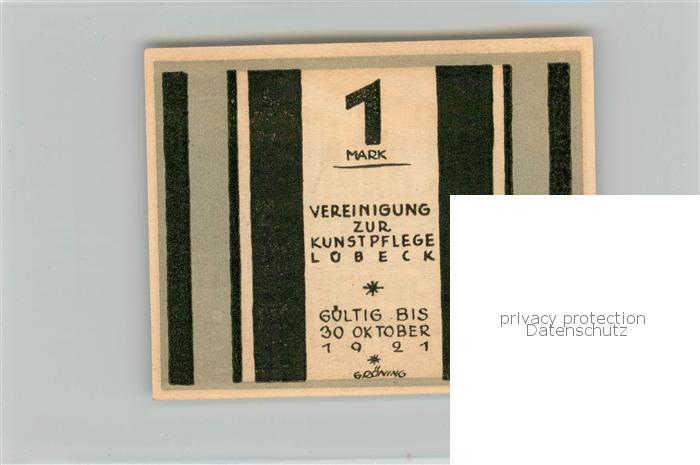 1
MARK
VEREINIGUNG
ZUR
KUNSTPFLEGE
LÜBECK
GÜLTIG BIS
30 OKTOBER
1921
GRÖNING
privacy protection
Datenschutz